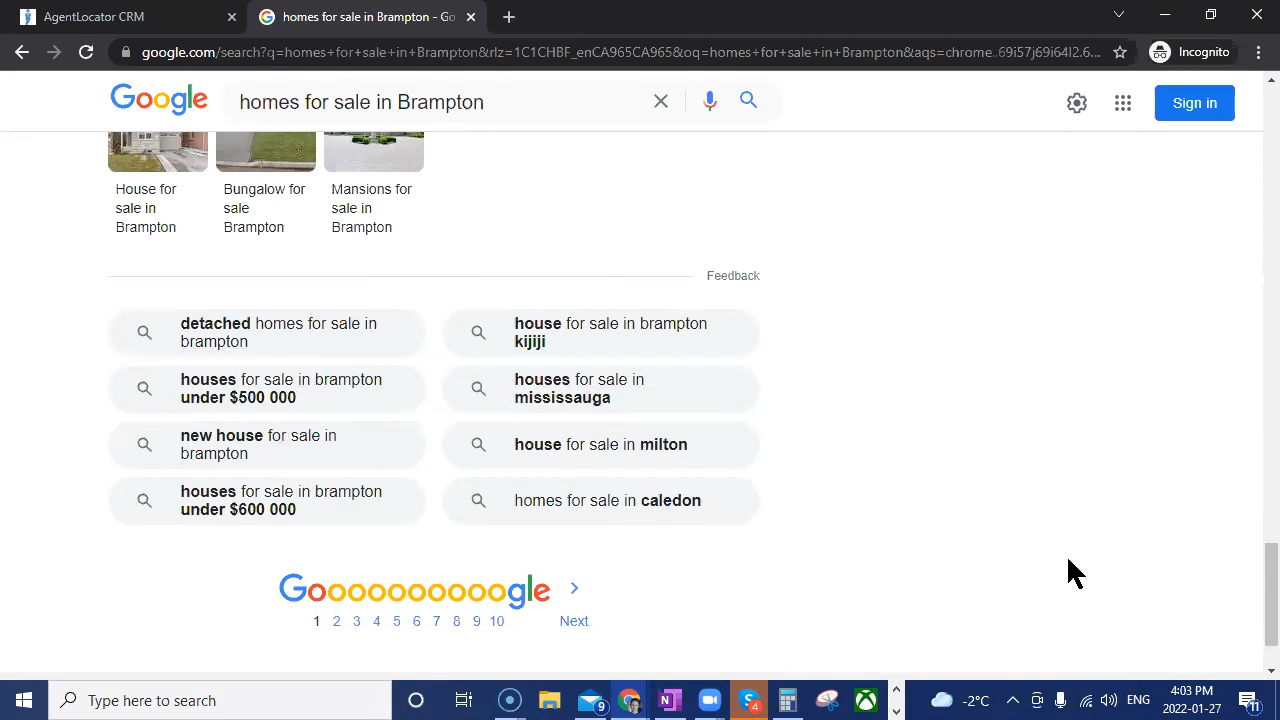 AgentLocator CRM
homes for sale in Brampton - Go
google.com/search?q=homes+for+sale+in+Brampton&rlz=1C1CHBF_enCA965CA965&oq=homes+for+sale+in+Brampton&aqs=chrome..69i57j69i64l2.6...
Incognito
Google
homes for sale in Brampton
Sign in
House for
sale in
Brampton
Bungalow for
sale
Brampton
Mansions for
sale in
Brampton
Feedback
detached homes for sale in
brampton
house for sale in brampton
kijiji
houses for sale in brampton
under $500 000
houses for sale in
mississauga
new house for sale in
brampton
house for sale in milton
houses for sale in brampton
under $600 000
homes for sale in caledon
Goooooooooogle
1 2 3 4 5 6 7 8 9 10 Next
Type here to search
9
4
-2°C
ENG
4:03 PM
2022-01-27
11